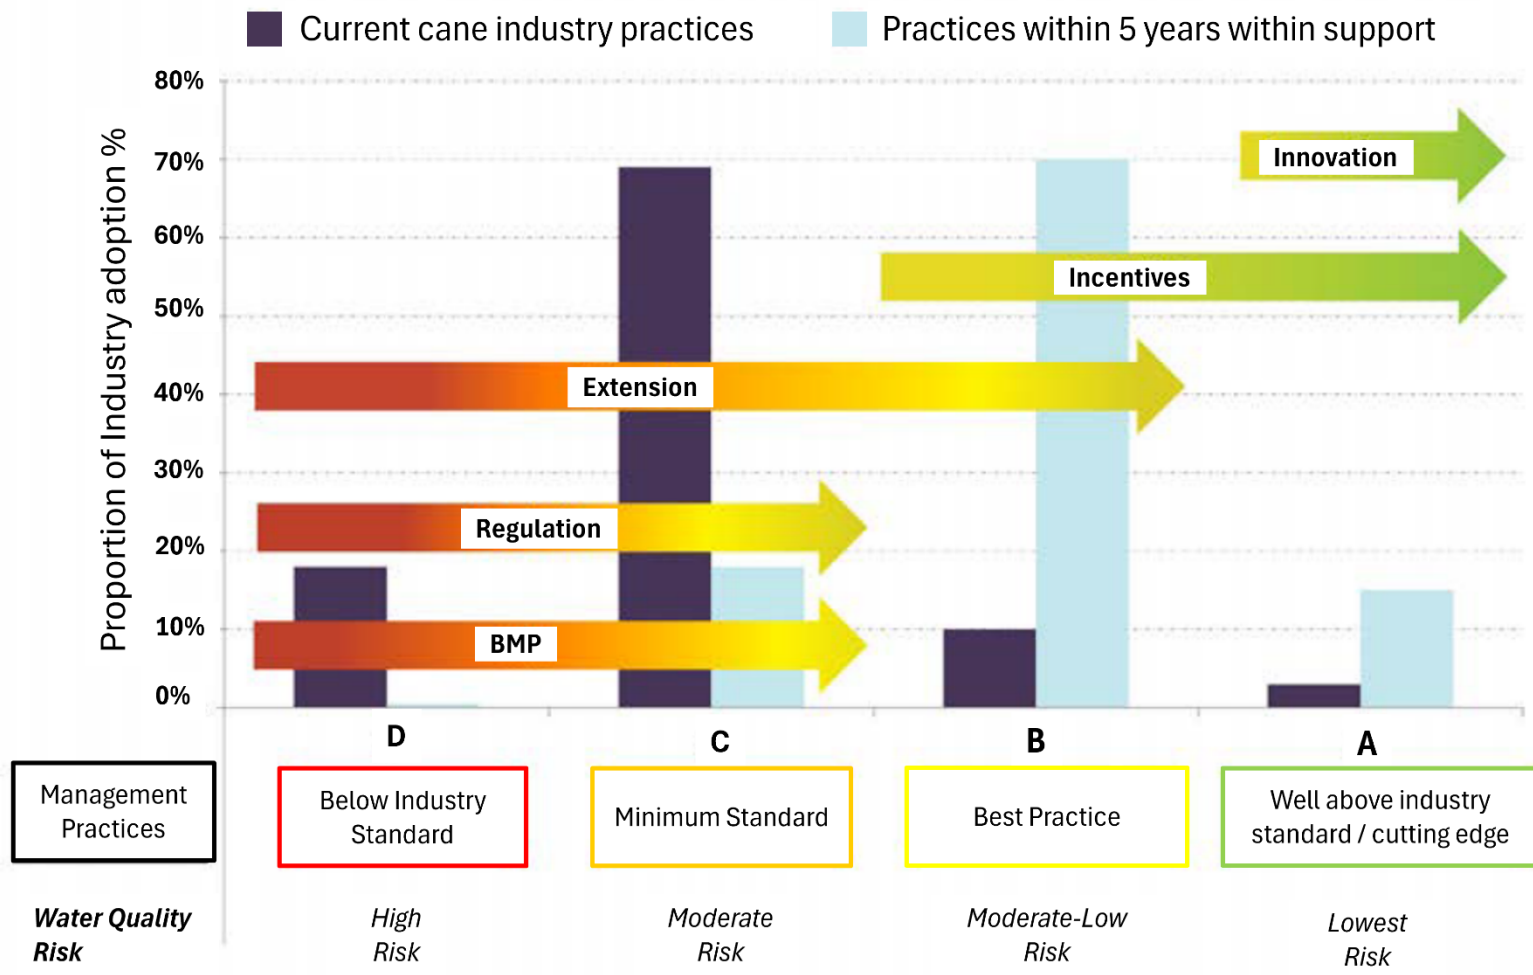 Current cane industry practices
Practices within 5 years within support
Proportion of Industry adoption %
80%
70%
60%
50%
40%
30%
20%
10%
0%
Innovation
Incentives
Extension
Regulation
BMP
D
C
B
A
Management
Practices
Below Industry
Standard
Minimum Standard
Best Practice
Well above industry
standard / cutting edge
Water Quality
Risk
High
Risk
Moderate
Risk
Moderate-Low
Risk
Lowest
Risk